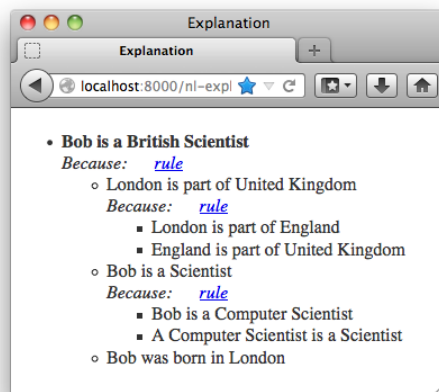 Explanation
Explanation
localhost:8000/nl-expl
Bob is a British Scientist
Because: rule
London is part of United Kingdom
Because: rule
London is part of England
England is part of United Kingdom
Bob is a Scientist
Because: rule
Bob is a Computer Scientist
A Computer Scientist is a Scientist
Bob was born in London